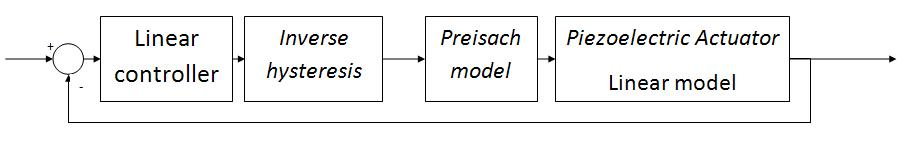 +
-
Linear
controller
Inverse
hysteresis
Preisach
model
Piezoelectric Actuator
Linear model